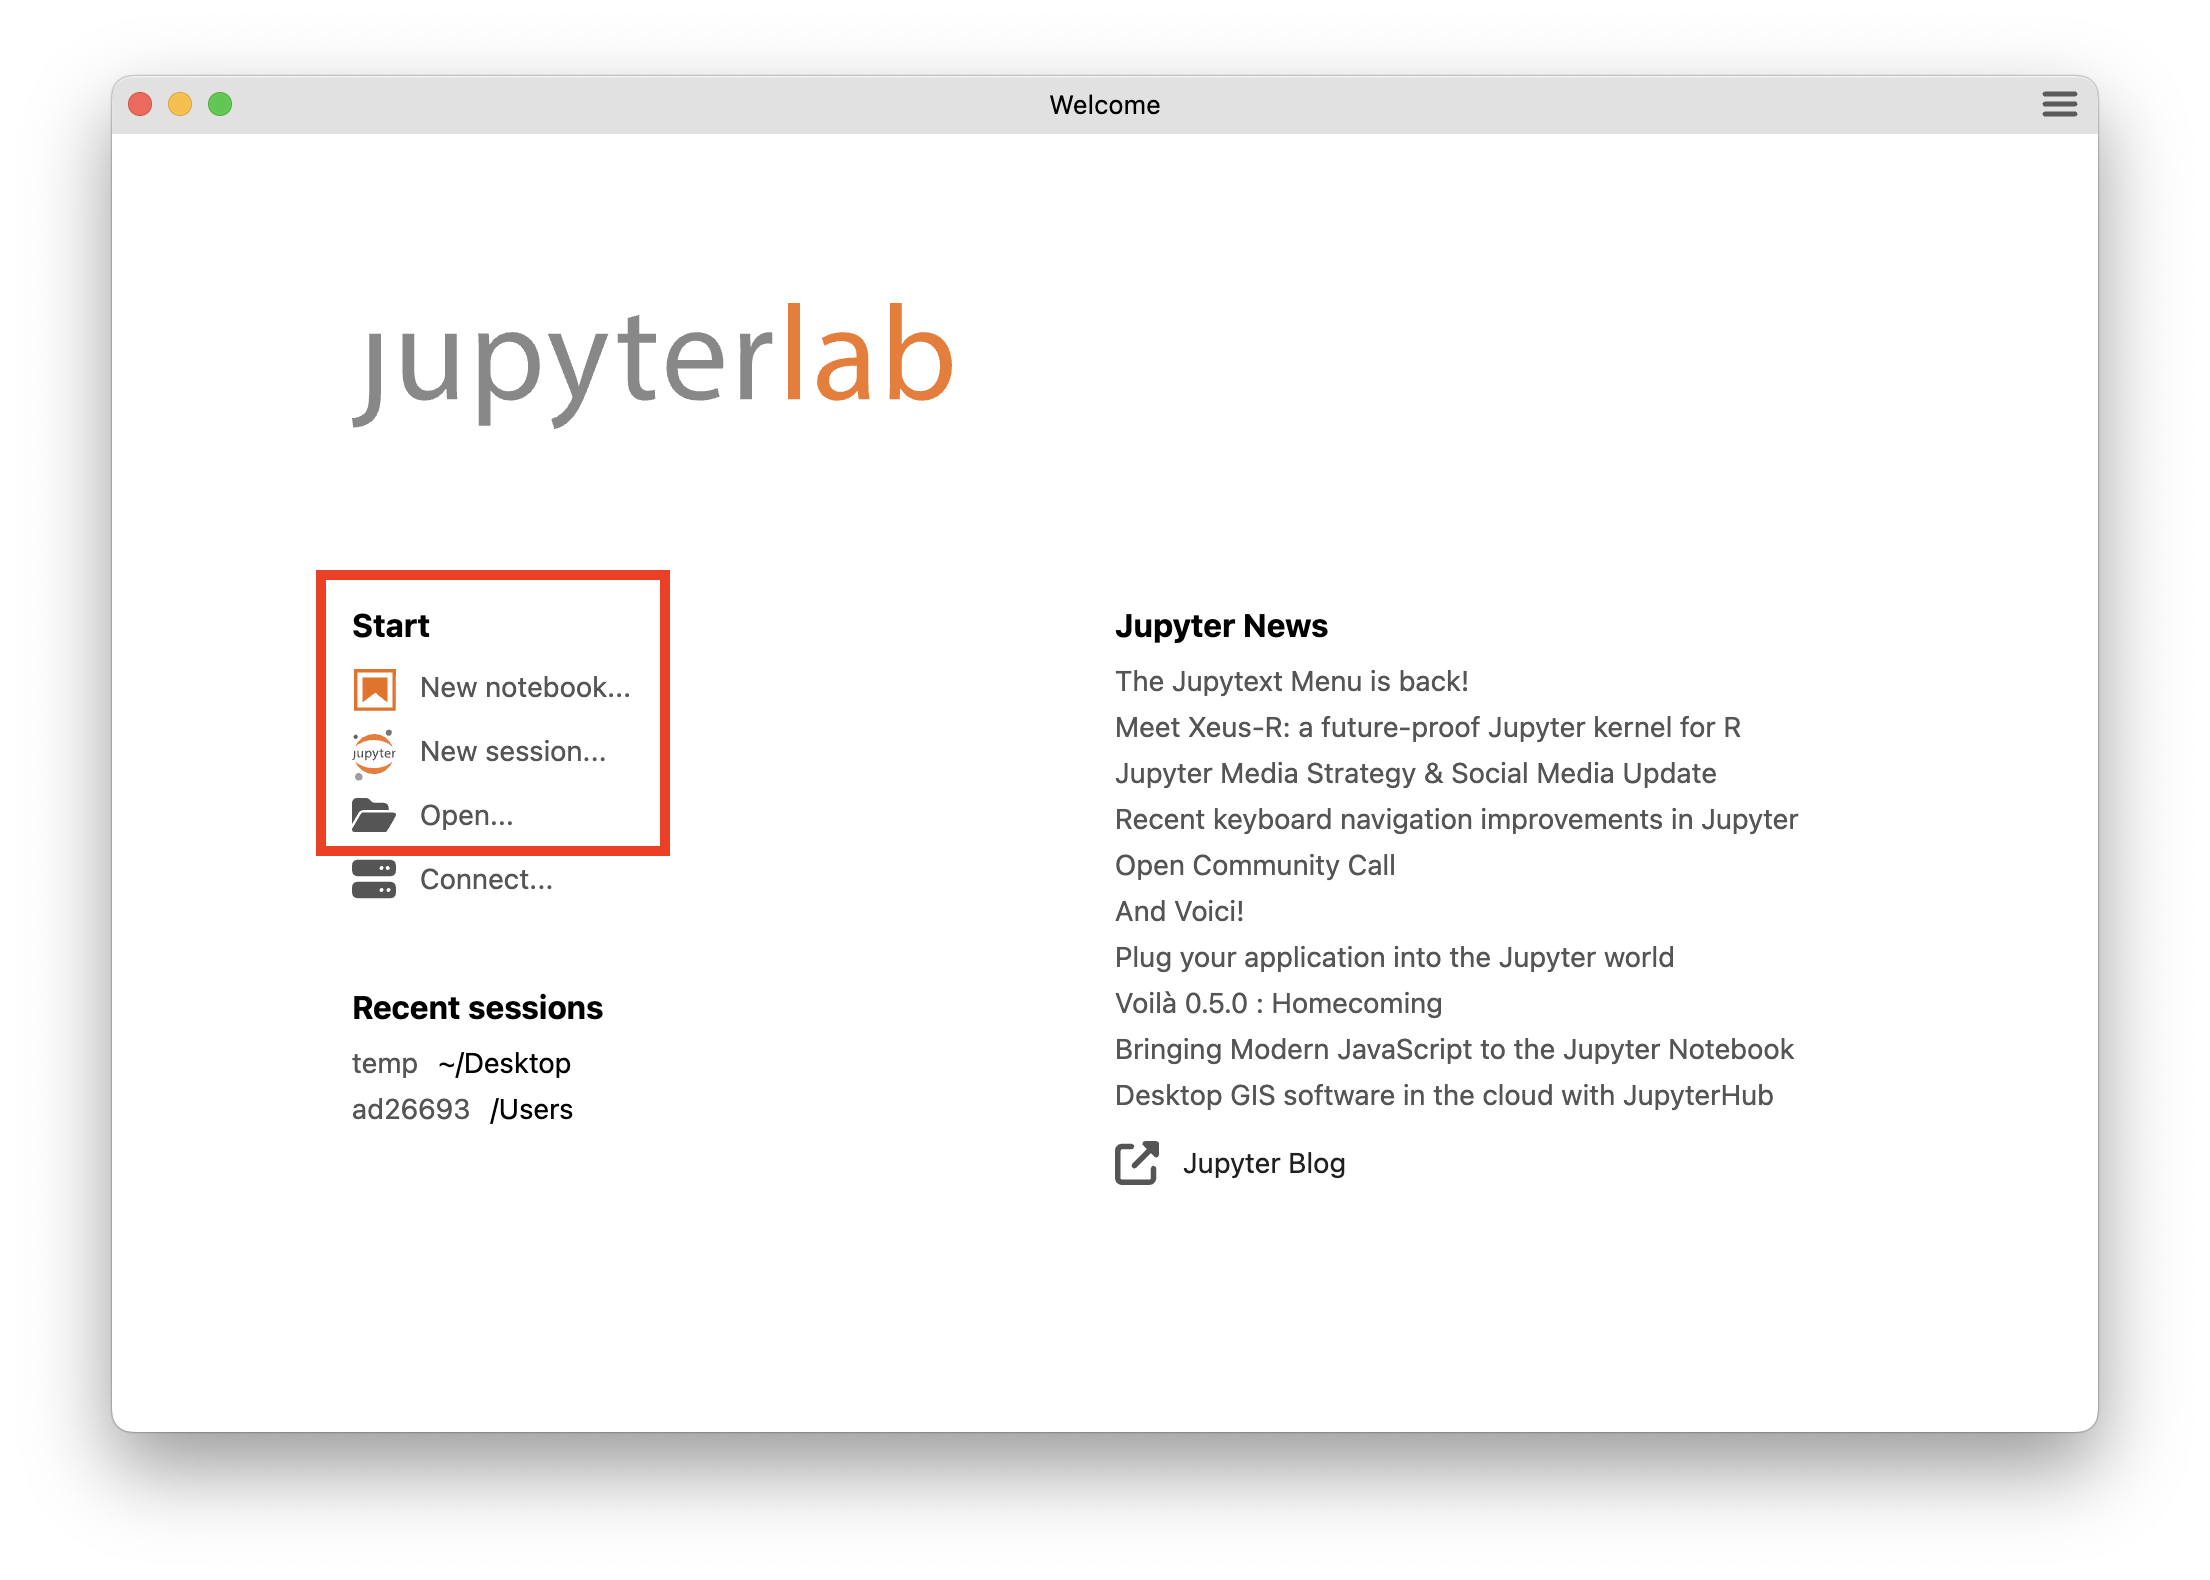 Welcome
jupyterlab
Start
New notebook...
jupyter
New session...
Open...
Connect...
Recent sessions
temp ~/Desktop
ad26693 /Users
Jupyter News
The Jupytext Menu is back!
Meet Xeus-R: a future-proof Jupyter kernel for R
Jupyter Media Strategy & Social Media Update
Recent keyboard navigation improvements in Jupyter
Open Community Call
And Voici!
Plug your application into the Jupyter world
Voilà 0.5.0 : Homecoming
Bringing Modern JavaScript to the Jupyter Notebook
Desktop GIS software in the cloud with JupyterHub
Jupyter Blog